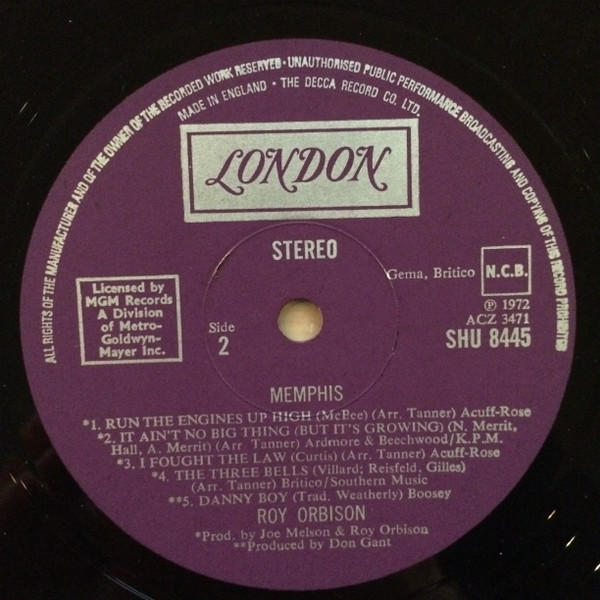 ALL RIGHTS OF THE MANUFACTURER AND OF THE OWNER OF THE RECORDED WORK RESERVED · UNAUTHORISED PUBLIC PERFORMANCE BROADCASTING AND COPYING OF THIS RECORD PROHIBITED
MADE IN ENGLAND · THE DECCA RECORD CO. LTD.
LONDON
STEREO
Gema, Britico
N.C.B.
Licensed by
MGM Records
A Division
of Metro-
Goldwyn-
Mayer Inc.
Side
2
℗ 1972
ACZ 3471
SHU 8445
MEMPHIS
*1. RUN THE ENGINES UP HIGH (McBee) (Arr. Tanner) Acuff-Rose
*2. IT AIN'T NO BIG THING (BUT IT'S GROWING) (N. Merrit,
Hall, A. Merrit) (Arr Tanner) Ardmore & Beechwood/K.P.M.
*3. I FOUGHT THE LAW (Curtis) (Arr. Tanner) Acuff-Rose
*4. THE THREE BELLS (Villard; Reisfeld, Gilles)
(Arr. Tanner) Britico/Southern Music
**5. DANNY BOY (Trad. Weatherly) Boosey
ROY ORBISON
*Prod. by Joe Melson & Roy Orbison
**Produced by Don Gant